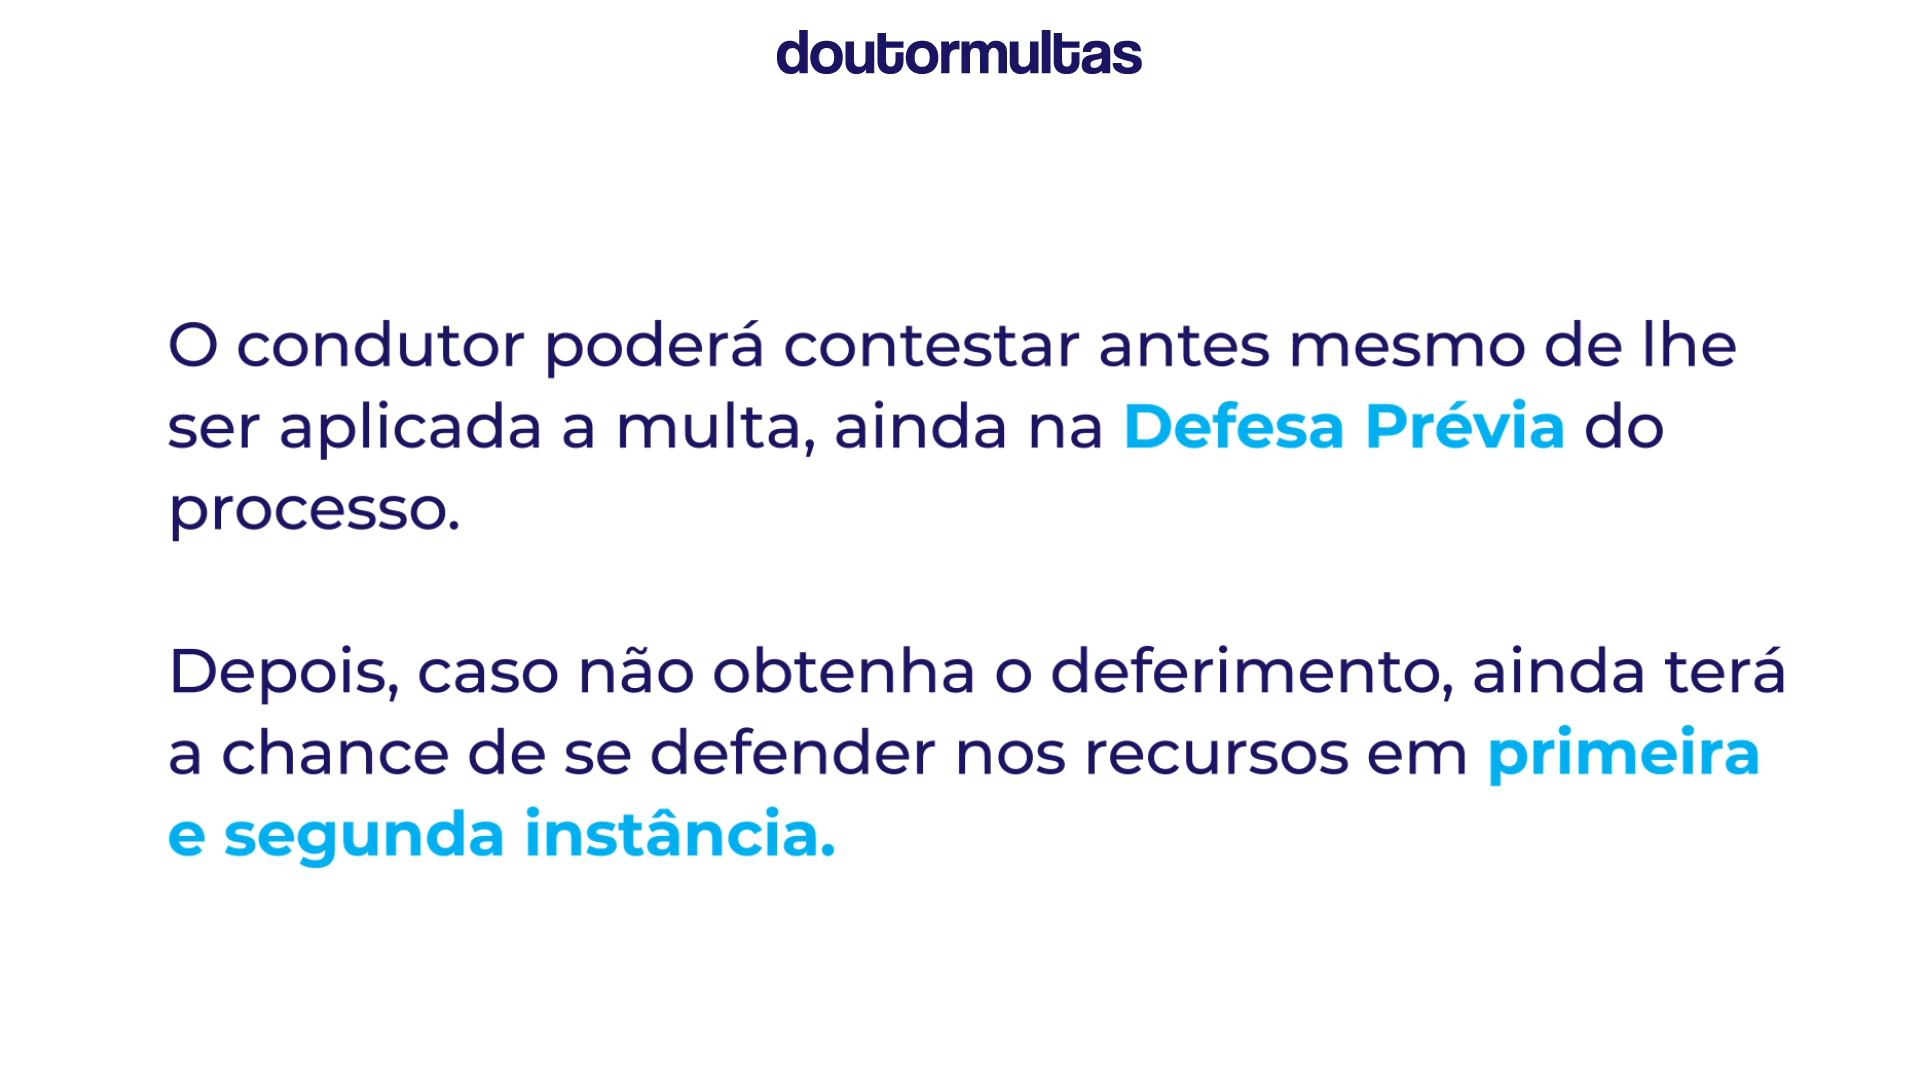 doutormultas
O condutor poderá contestar antes mesmo de lhe
ser aplicada a multa, ainda na Defesa Prévia do
processo.
Depois, caso não obtenha o deferimento, ainda terá
a chance de se defender nos recursos em primeira
e segunda instância.